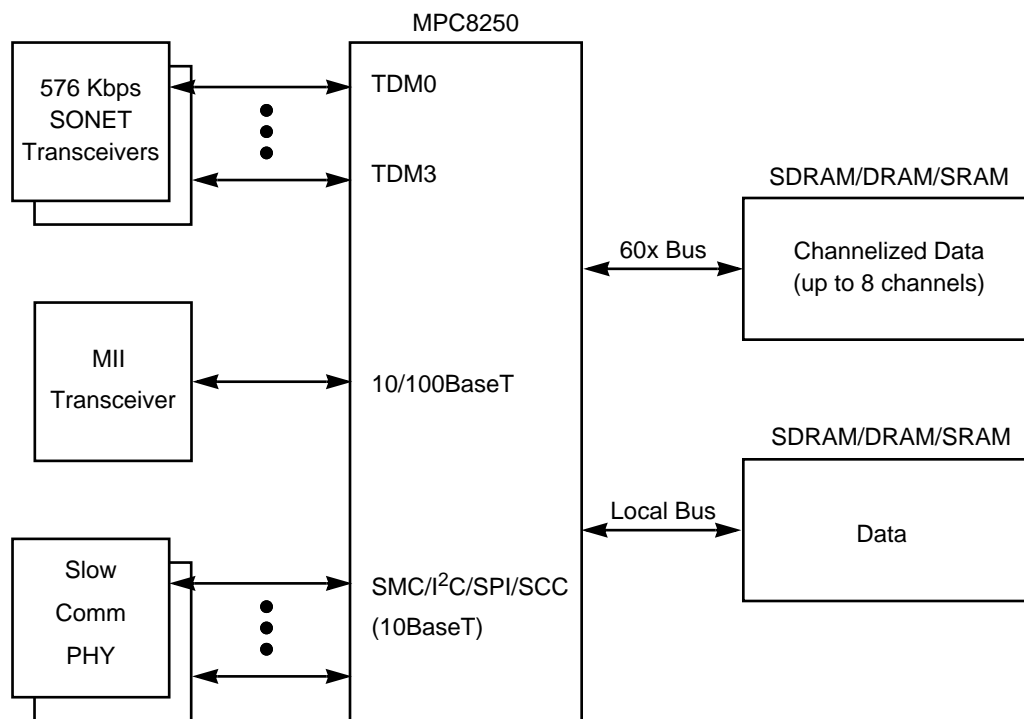 MPC8250
576 Kbps
SONET
Transceivers
TDM0
TDM3
SDRAM/DRAM/SRAM
60x Bus
Channelized Data
(up to 8 channels)
MII
Transceiver
10/100BaseT
SDRAM/DRAM/SRAM
Local Bus
Data
Slow
Comm
PHY
SMC/I²C/SPI/SCC
(10BaseT)